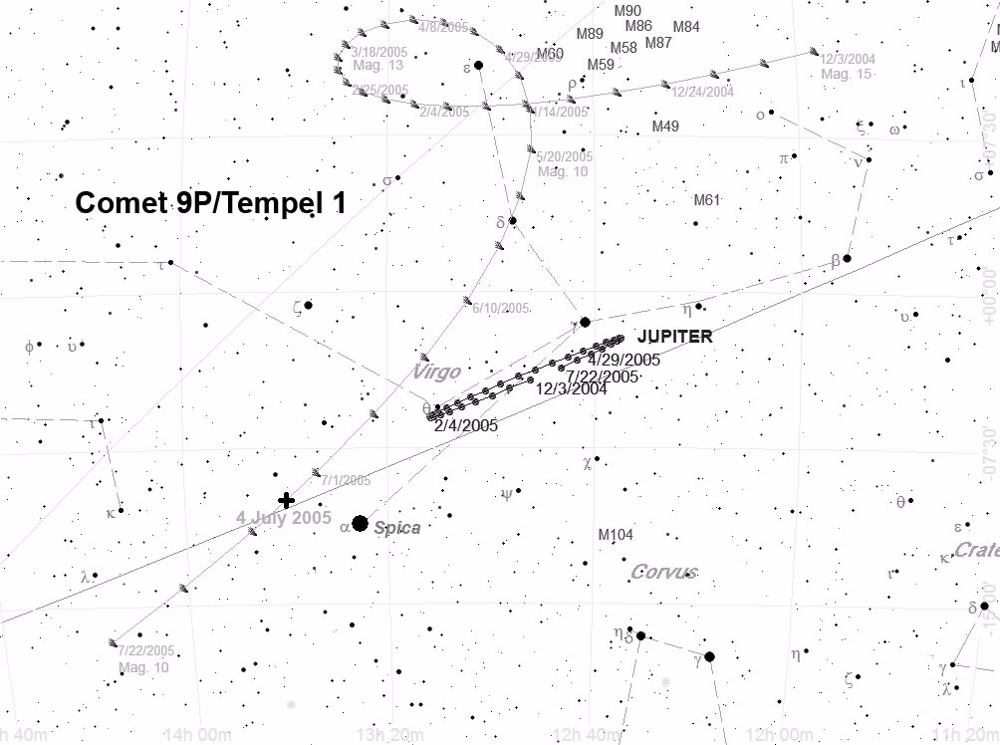 M90
M86
M84
4/8/2005
M89
M87
M58
3/18/2005
Mag. 13
4/29/2005
M60
M59
12/3/2004
Mag. 15
ε
ρ
ι
2/25/2005
12/24/2004
2/4/2005
1/14/2005
ο
M49
ξ
ω
+07°30'
5/20/2005
Mag. 10
π
ν
σ
σ
Comet 9P/Tempel 1
M61
δ
τ
τ
β
ζ
6/10/2005
η
υ
+00°00'
γ
JUPITER
ϕ
υ
4/29/2005
Virgo
7/22/2005
12/3/2004
θ
2/4/2005
ι
-07°30'
χ
7/1/2005
ψ
κ
4 July 2005
θ
α
Spica
M104
ε
κ
Crate
λ
Corvus
ι
-15°00'
δ
η
δ
7/22/2005
Mag. 10
γ
η
γ
ζ
λ
h 40m
14h 00m
13h 20m
12h 40m
12h 00m
11h 20m